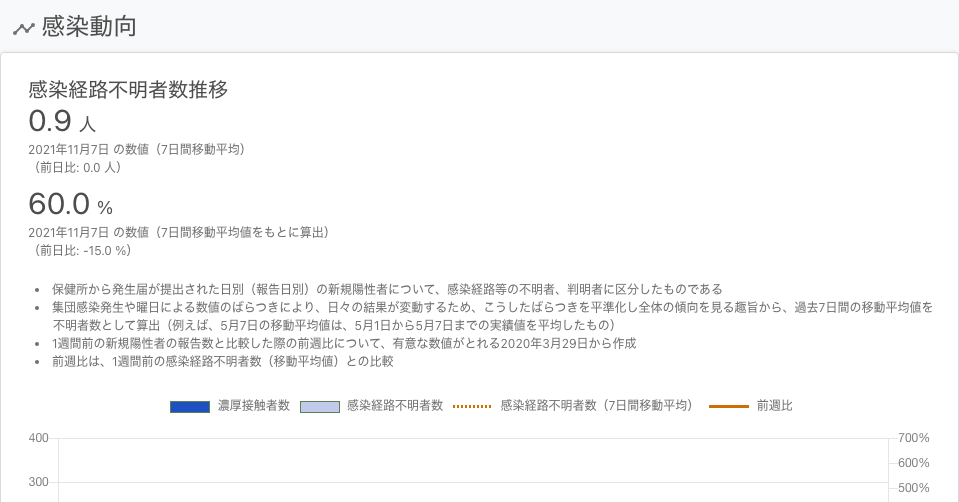 感染動向
感染経路不明者数推移
0.9 人
2021年11月7日 の数値（7日間移動平均）
（前日比: 0.0 人）
60.0 %
2021年11月7日 の数値（7日間移動平均値をもとに算出）
（前日比: -15.0 %）
• 保健所から発生届が提出された日別（報告日別）の新規陽性者について、感染経路等の不明者、判明者に区分したものである
• 集団感染発生や曜日による数値のばらつきにより、日々の結果が変動するため、こうしたばらつきを平準化し全体の傾向を見る趣旨から、過去7日間の移動平均値を
不明者数として算出（例えば、5月7日の移動平均値は、5月1日から5月7日までの実績値を平均したもの）
• 1週間前の新規陽性者の報告数と比較した際の前週比について、有意な数値がとれる2020年3月29日から作成
• 前週比は、1週間前の感染経路不明者数（移動平均値）との比較
濃厚接触者数 感染経路不明者数 感染経路不明者数（7日間移動平均） 前週比
400 700%
600%
300 500%